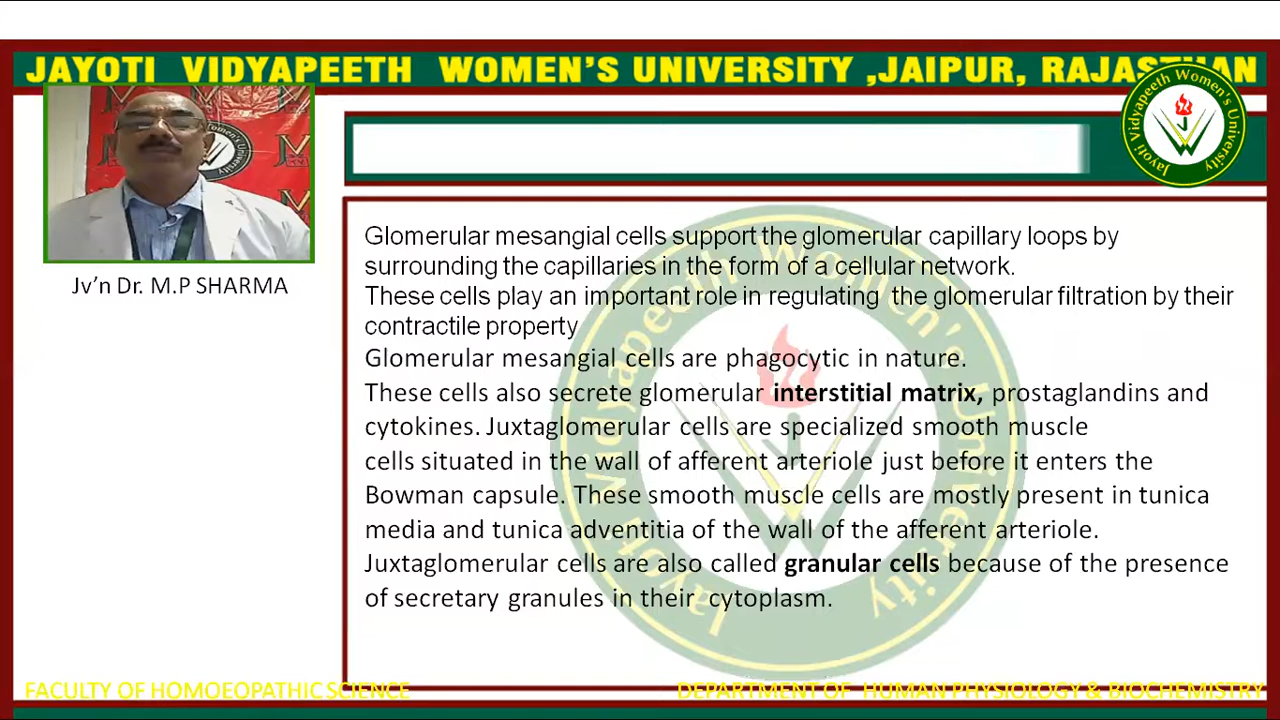 JAYOTI VIDYAPEETH WOMEN'S UNIVERSITY ,JAIPUR, RAJASTHAN
Jayoti Vidyapeeth Women's University
Jv'n Dr. M.P SHARMA
Glomerular mesangial cells support the glomerular capillary loops by
surrounding the capillaries in the form of a cellular network.
These cells play an important role in regulating the glomerular filtration by their
contractile property
Glomerular mesangial cells are phagocytic in nature.
These cells also secrete glomerular interstitial matrix, prostaglandins and
cytokines. Juxtaglomerular cells are specialized smooth muscle
cells situated in the wall of afferent arteriole just before it enters the
Bowman capsule. These smooth muscle cells are mostly present in tunica
media and tunica adventitia of the wall of the afferent arteriole.
Juxtaglomerular cells are also called granular cells because of the presence
of secretary granules in their cytoplasm.
FACULTY OF HOMOEOPATHIC SCIENCE
DEPARTMENT OF HUMAN PHYSIOLOGY & BIOCHEMISTRY